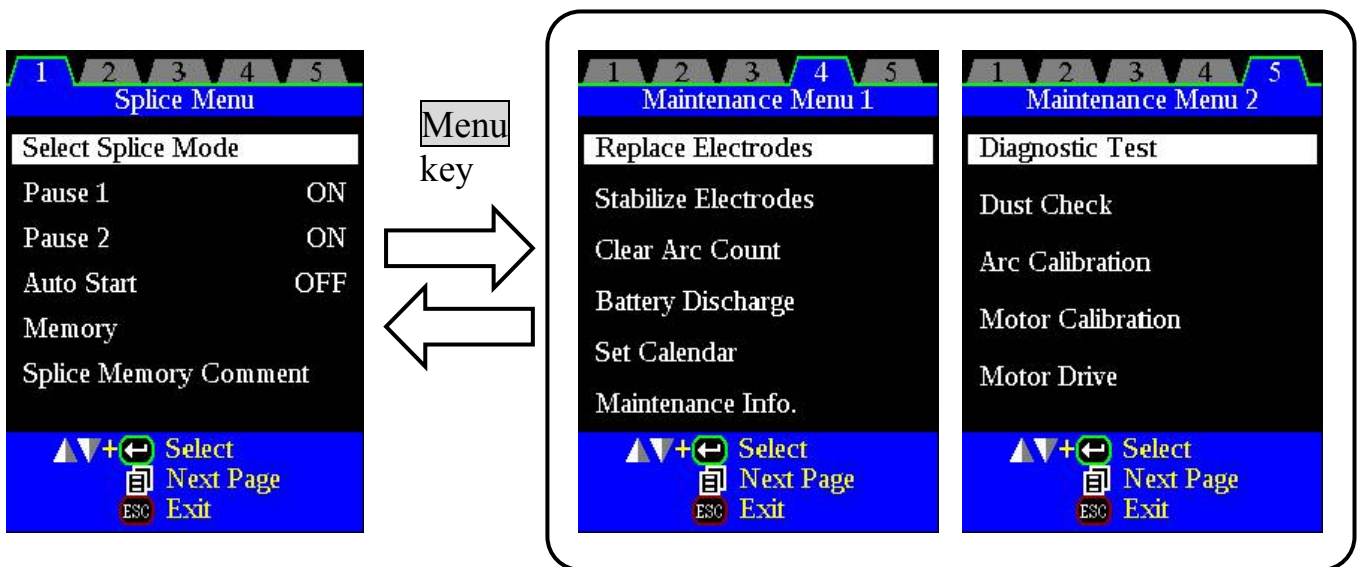 1 2 3 4 5
Splice Menu
Select Splice Mode
Pause 1 ON
Pause 2 ON
Auto Start OFF
Memory
Splice Memory Comment
+ Select
Next Page
ESC Exit
Menu
key
1 2 3 4 5
Maintenance Menu 1
Replace Electrodes
Stabilize Electrodes
Clear Arc Count
Battery Discharge
Set Calendar
Maintenance Info.
+ Select
Next Page
ESC Exit
1 2 3 4 5
Maintenance Menu 2
Diagnostic Test
Dust Check
Arc Calibration
Motor Calibration
Motor Drive
+ Select
Next Page
ESC Exit